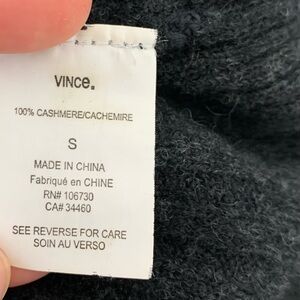 VINCE.
100% CASHMERE/CACHEMIRE
S
MADE IN CHINA
Fabriqué en CHINE
RN# 106730
CA# 34460
SEE REVERSE FOR CARE
SOIN AU VERSO